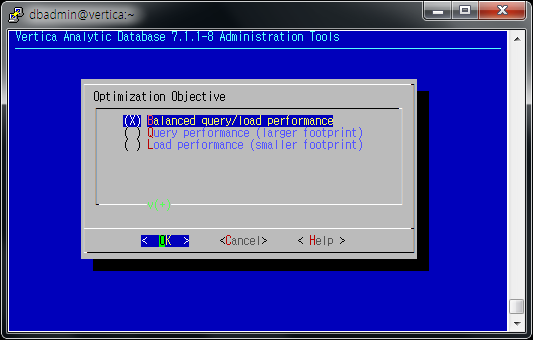 dbadmin@vertica:~
Vertica Analytic Database 7.1.1-8 Administration Tools
Optimization Objective
(X) Balanced query/load performance
( ) Query performance (larger footprint)
( ) Load performance (smaller footprint)
< OK > <Cancel> < Help >